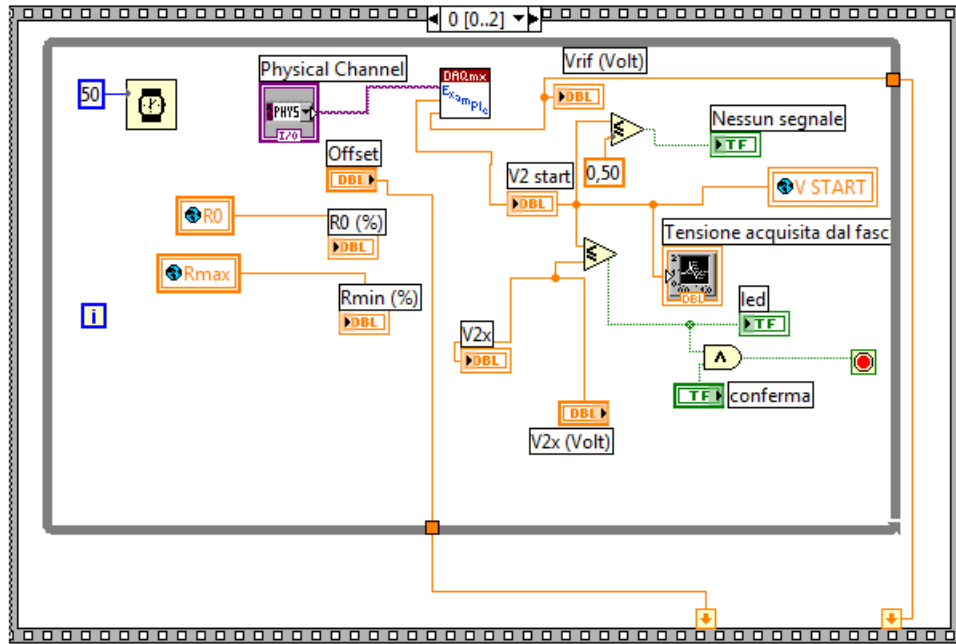 0 [0..2]
Vrif (Volt)
Physical Channel
DAQmx
Example
50
DBL
PHYS
I/O
Nessun segnale
TF
Offset
DBL
V2 start
0,50
DBL
V START
R0
R0 (%)
DBL
Tensione acquisita dal fasc
Rmax
DBL
Rmin (%)
led
DBL
TF
i
V2x
DBL
TF
conferma
DBL
V2x (Volt)